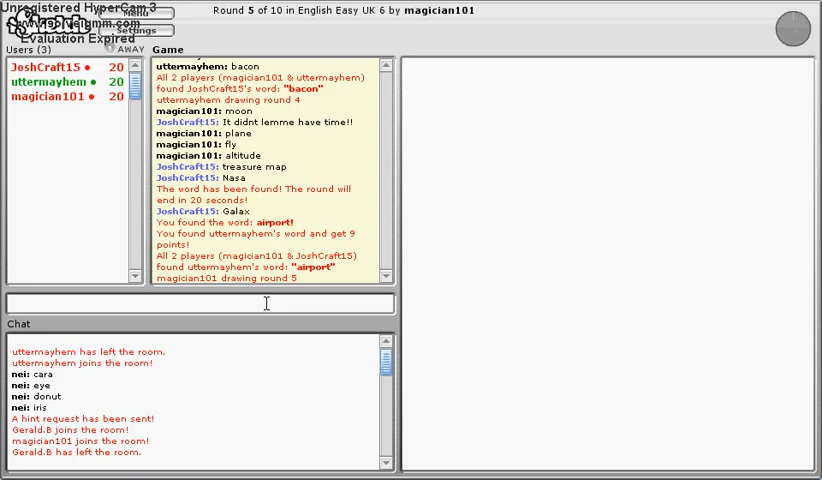 Unregistered HyperCam 3
Menu
Settings
Evaluation Expired
Round 5 of 10 in English Easy UK 6 by magician101
Users (3)
AWAY
JoshCraft15 20
uttermayhem 20
magician101 20
Game
uttermayhem: bacon
All 2 players (magician101 & uttermayhem)
found JoshCraft15's word: "bacon"
uttermayhem drawing round 4
magician101: moon
JoshCraft15: It didnt lemme have time!!
magician101: plane
magician101: fly
magician101: altitude
JoshCraft15: treasure map
JoshCraft15: Nasa
The word has been found! The round will
end in 20 seconds!
JoshCraft15: Galax
You found the word: airport!
You found uttermayhem's word and get 9
points!
All 2 players (magician101 & JoshCraft15)
found uttermayhem's word: "airport"
magician101 drawing round 5
Chat
uttermayhem has left the room.
uttermayhem joins the room!
nei: cara
nei: eye
nei: donut
nei: iris
A hint request has been sent!
Gerald.B joins the room!
magician101 joins the room!
Gerald.B has left the room.